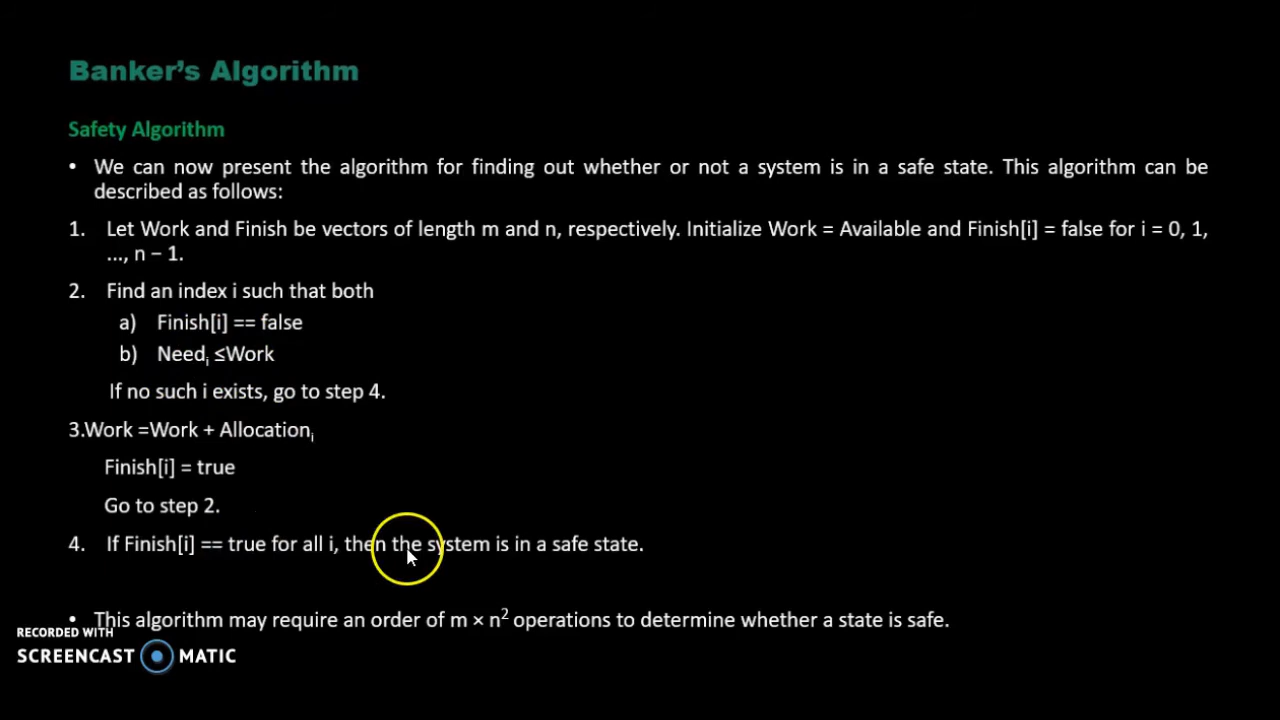 Banker's Algorithm
Safety Algorithm
• We can now present the algorithm for finding out whether or not a system is in a safe state. This algorithm can be
described as follows:
1. Let Work and Finish be vectors of length m and n, respectively. Initialize Work = Available and Finish[i] = false for i = 0, 1,
..., n − 1.
2. Find an index i such that both
a) Finish[i] == false
b) Needᵢ ≤Work
If no such i exists, go to step 4.
3.Work =Work + Allocationᵢ
Finish[i] = true
Go to step 2.
4. If Finish[i] == true for all i, then the system is in a safe state.
• This algorithm may require an order of m × n² operations to determine whether a state is safe.
RECORDED WITH
SCREENCAST MATIC